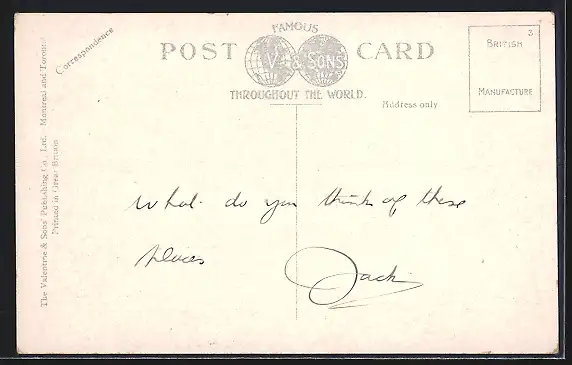 FAMOUS
POST V & SONS CARD
THROUGHOUT THE WORLD.
3
BRITISH
MANUFACTURE
Correspondence
Address only
The Valentine & Sons' Publishing Co., Ltd. Montreal and Toronto
Printed in Great Britain
What do you think of these
places
Jack